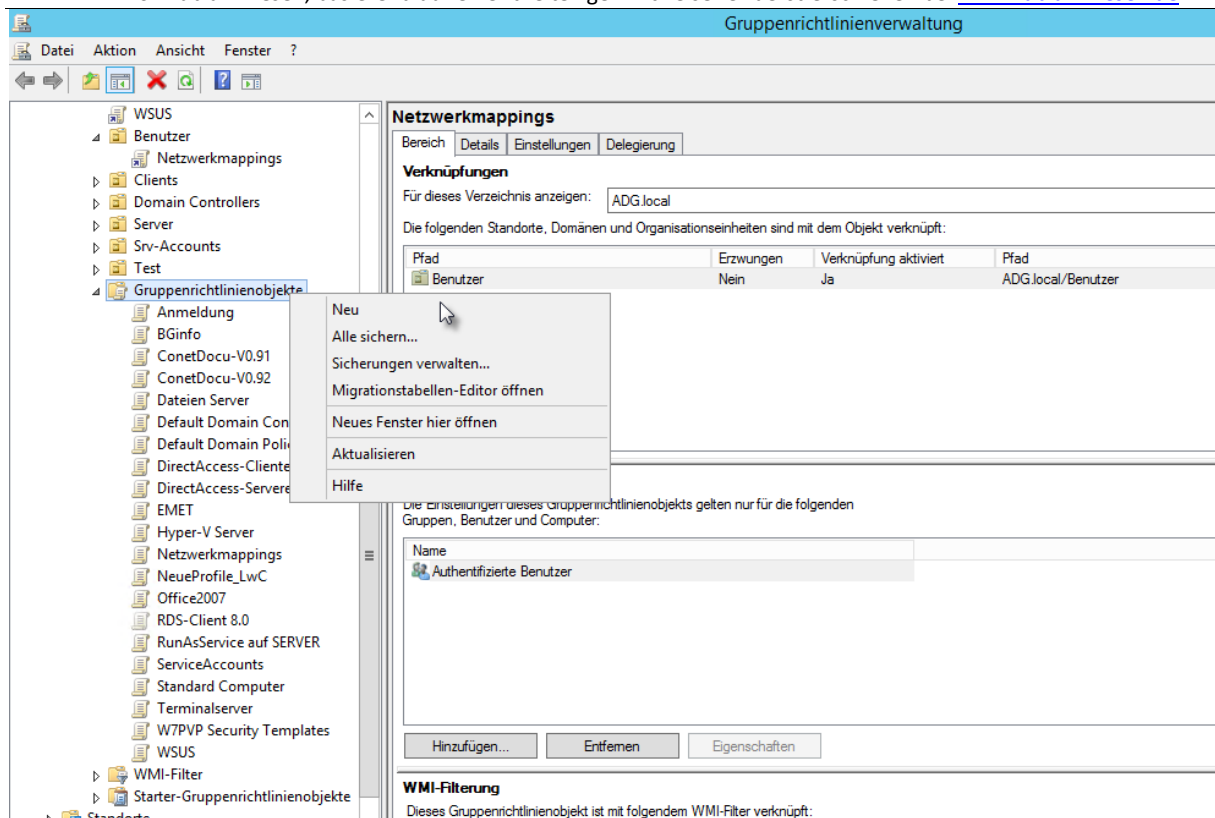 Gruppenrichtlinienverwaltung
Datei Aktion Ansicht Fenster ?
WSUS
Benutzer
Netzwerkmappings
Clients
Domain Controllers
Server
Srv-Accounts
Test
Gruppenrichtlinienobjekte
Anmeldung
BGinfo
ConetDocu-V0.91
ConetDocu-V0.92
Dateien Server
Default Domain Con
Default Domain Poli
DirectAccess-Cliente
DirectAccess-Servere
EMET
Hyper-V Server
Netzwerkmappings
NeueProfile_LwC
Office2007
RDS-Client 8.0
RunAsService auf SERVER
ServiceAccounts
Standard Computer
Terminalserver
W7PVP Security Templates
WSUS
WMI-Filter
Starter-Gruppenrichtlinienobjekte
Standorte
Neu
Alle sichern...
Sicherungen verwalten...
Migrationstabellen-Editor öffnen
Neues Fenster hier öffnen
Aktualisieren
Hilfe
Netzwerkmappings
Bereich Details Einstellungen Delegierung
Verknüpfungen
Für dieses Verzeichnis anzeigen: ADG.local
Die folgenden Standorte, Domänen und Organisationseinheiten sind mit dem Objekt verknüpft:
Pfad Erzwungen Verknüpfung aktiviert Pfad
Benutzer Nein Ja ADG.local/Benutzer
Die Einstellungen dieses Gruppenrichtlinienobjekts gelten nur für die folgenden
Gruppen, Benutzer und Computer:
Name
Authentifizierte Benutzer
Hinzufügen... Entfernen Eigenschaften
WMI-Filterung
Dieses Gruppenrichtlinienobjekt ist mit folgendem WMI-Filter verknüpft: